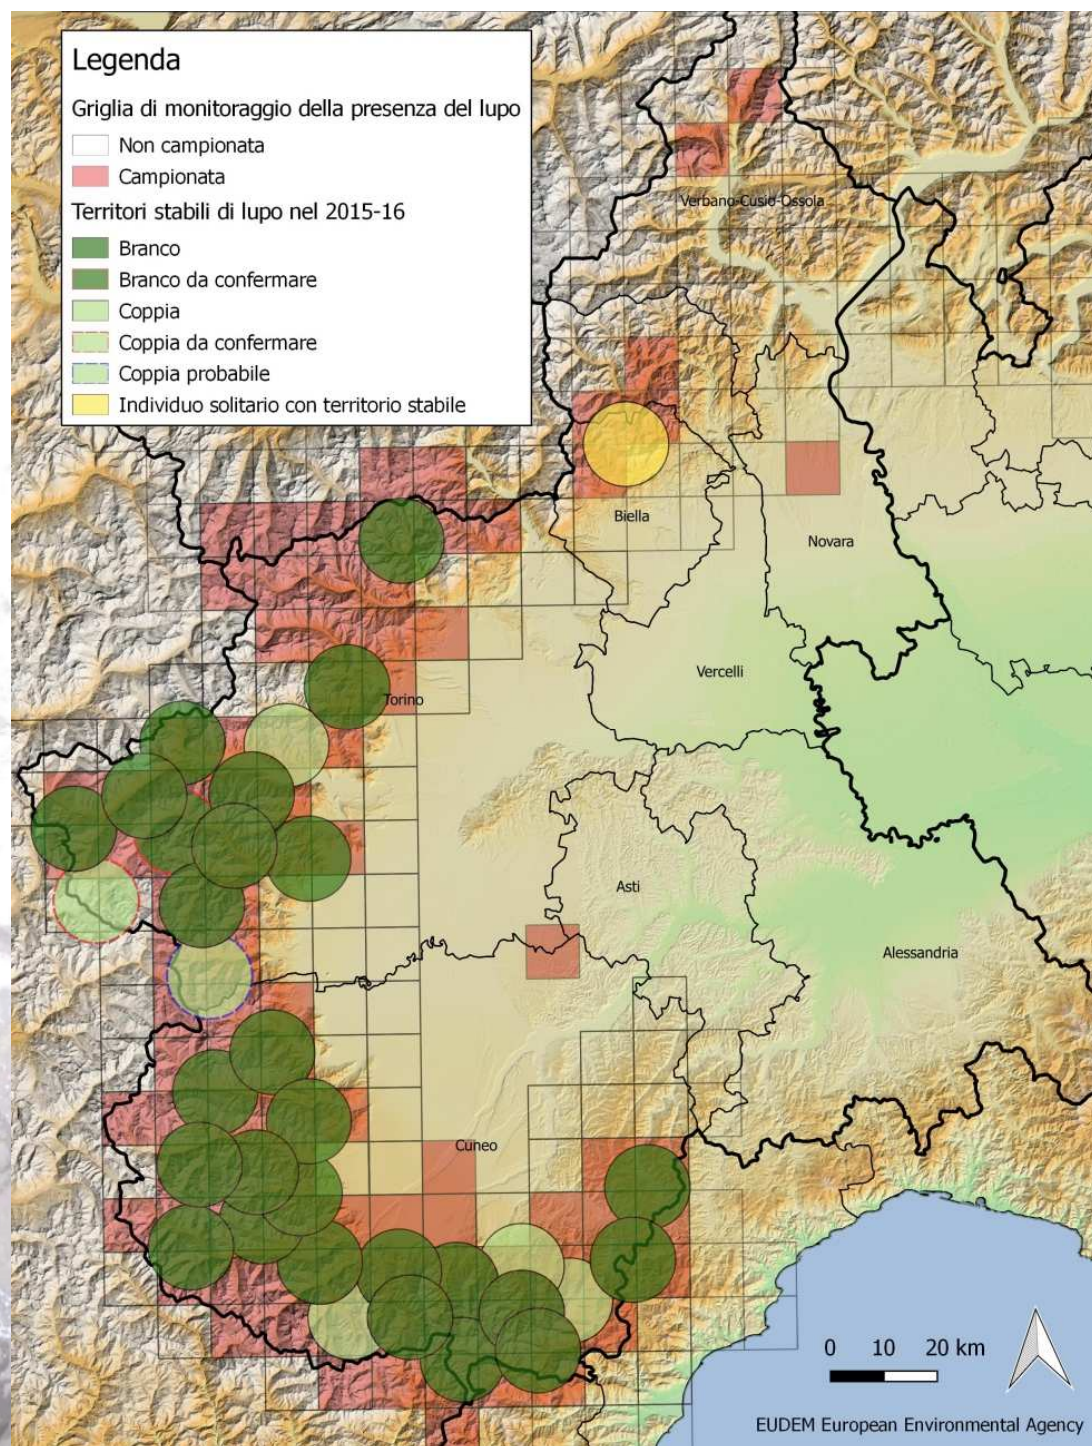 Legenda
Griglia di monitoraggio della presenza del lupo
Non campionata
Campionata
Territori stabili di lupo nel 2015-16
Branco
Branco da confermare
Coppia
Coppia da confermare
Coppia probabile
Individuo solitario con territorio stabile
Verbano-Cusio-Ossola
Biella
Novara
Vercelli
Torino
Asti
Alessandria
Cuneo
0 10 20 km
EUDEM European Environmental Agency